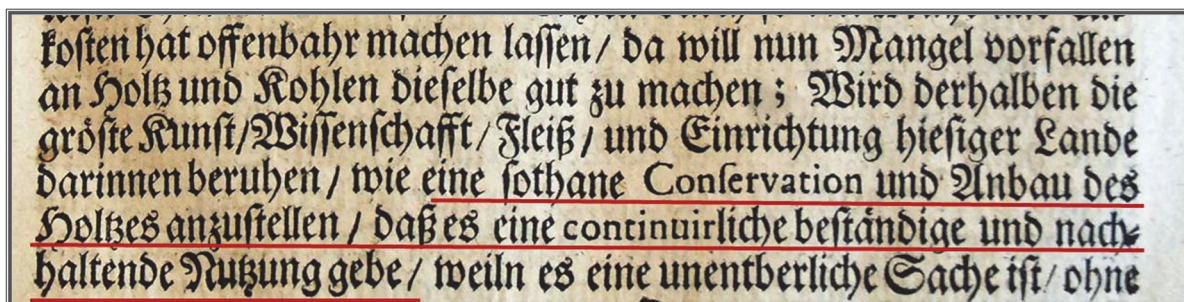 kosten hat offenbahr machen lassen / da will nun Mangel vorfallen
an Holtz und Kohlen dieselbe gut zu machen ; Wird derhalben die
gröste Kunst/Wissenschafft/Fleiß / und Einrichtung hiesiger Lande
darinnen beruhen / wie eine sothane Conservation und Anbau des
Holtzes anzustellen / daß es eine continuirliche beständige und nach-
haltende Nutzung gebe / weiln es eine unentberliche Sache ist / ohne